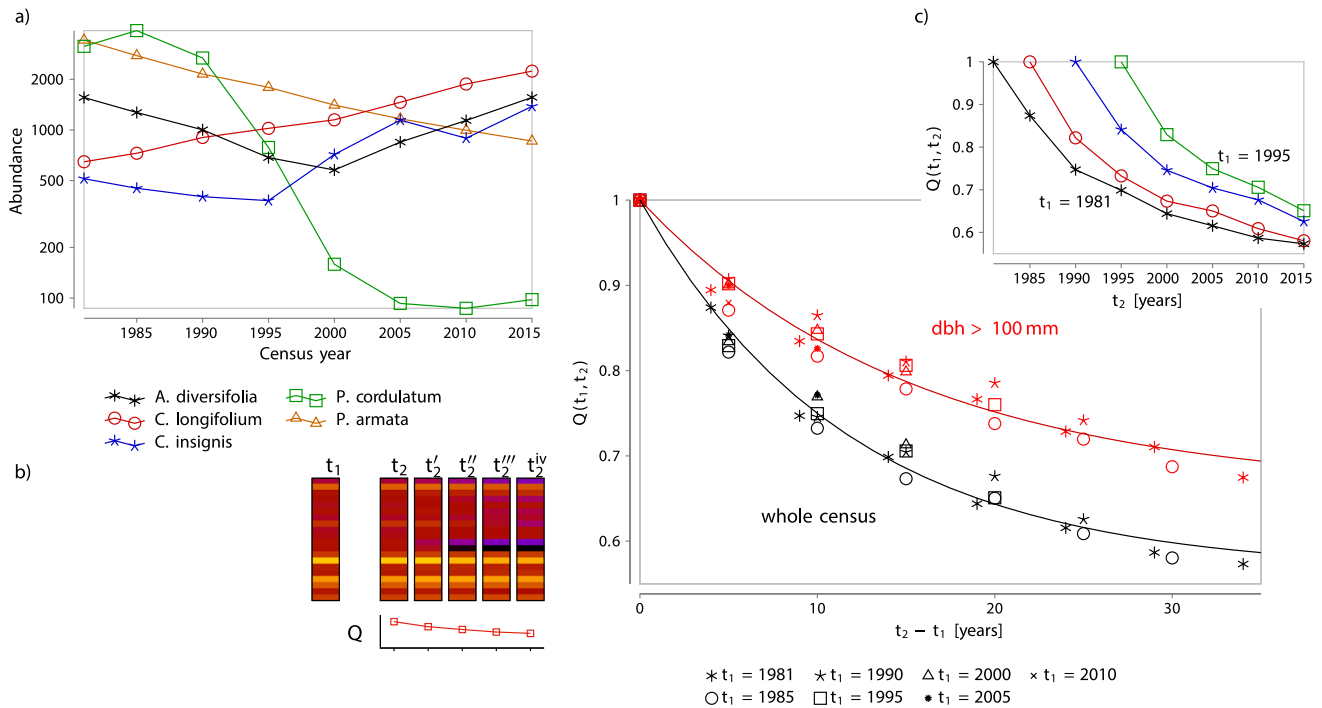 a)
2000
1000
500
200
100
Abundance
1985 1990 1995 2000 2005 2010 2015
Census year
A. diversifolia
C. longifolium
C. insignis
P. cordulatum
P. armata
b)
t₁ t₂ t₂′ t₂″ t₂‴ t₂ⁱᵛ
Q
c)
1
0.9
0.8
0.7
0.6
Q(t₁, t₂)
t₁ = 1995
t₁ = 1981
1985 1990 1995 2000 2005 2010 2015
t₂ [years]
1
0.9
0.8
0.7
0.6
Q(t₁, t₂)
dbh > 100 mm
whole census
0 10 20 30
t₂ − t₁ [years]
t₁ = 1981 t₁ = 1990 t₁ = 2000 t₁ = 2010
t₁ = 1985 t₁ = 1995 t₁ = 2005